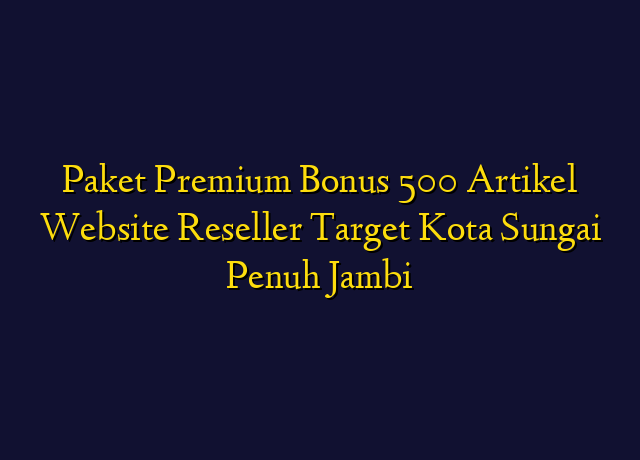 Paket Premium Bonus 500 Artikel
Website Reseller Target Kota Sungai
Penuh Jambi